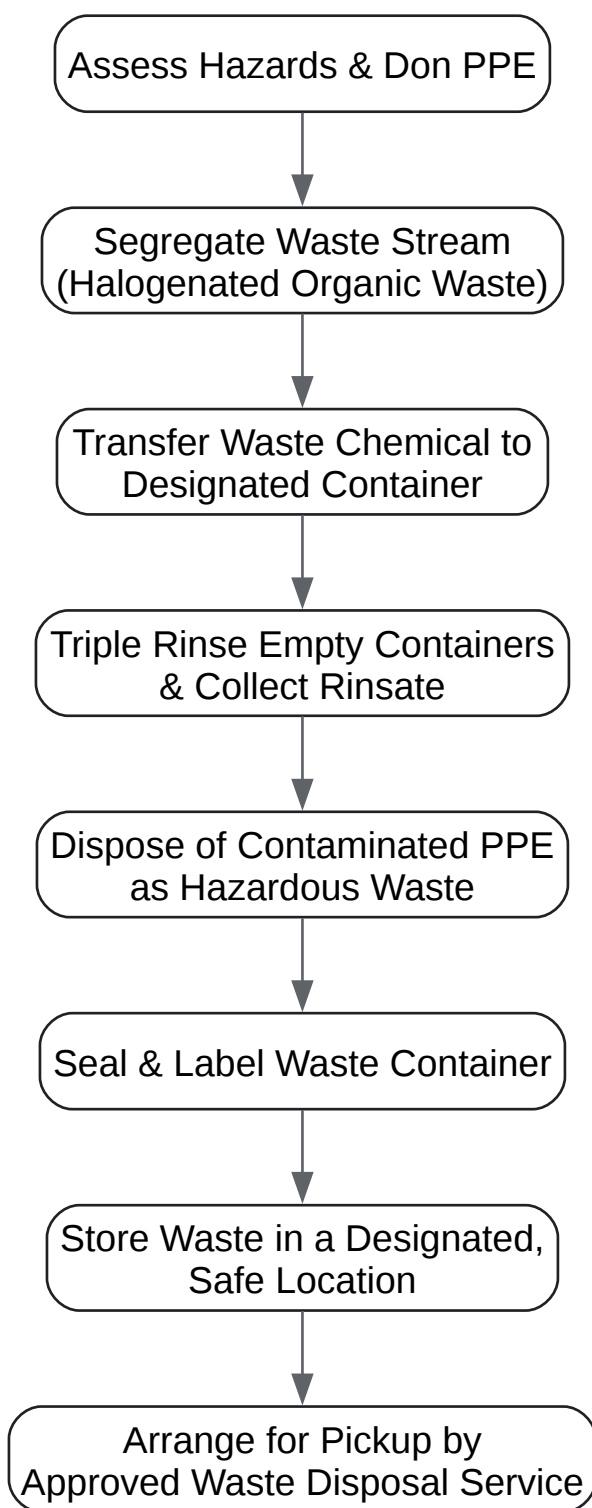 Assess Hazards & Don PPE
Segregate Waste Stream
(Halogenated Organic Waste)
Transfer Waste Chemical to
Designated Container
Triple Rinse Empty Containers
& Collect Rinsate
Dispose of Contaminated PPE
as Hazardous Waste
Seal & Label Waste Container
Store Waste in a Designated,
Safe Location
Arrange for Pickup by
Approved Waste Disposal Service